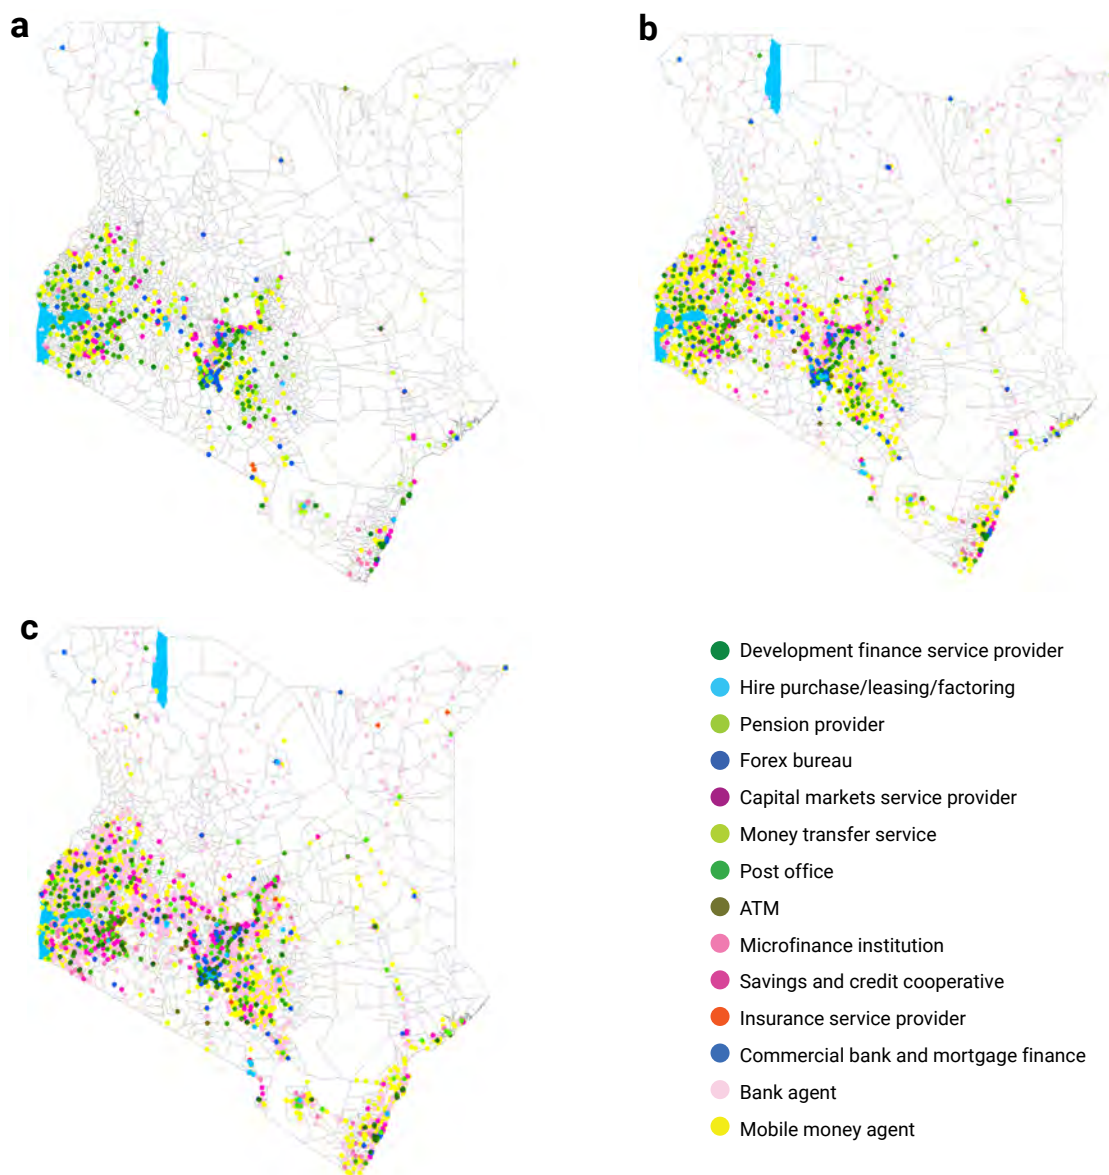 a
b
c
Development finance service provider
Hire purchase/leasing/factoring
Pension provider
Forex bureau
Capital markets service provider
Money transfer service
Post office
ATM
Microfinance institution
Savings and credit cooperative
Insurance service provider
Commercial bank and mortgage finance
Bank agent
Mobile money agent